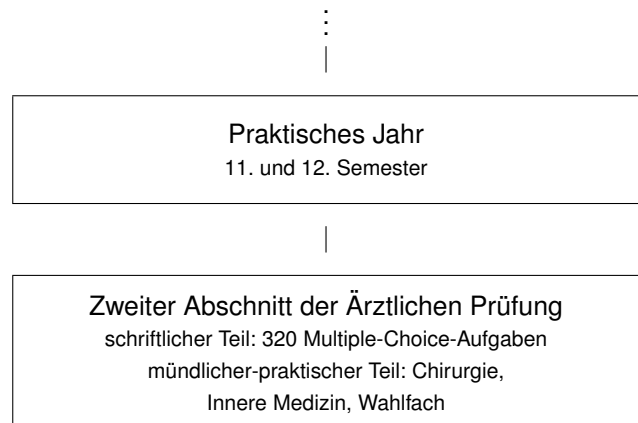 Praktisches Jahr
11. und 12. Semester
Zweiter Abschnitt der Ärztlichen Prüfung
schriftlicher Teil: 320 Multiple-Choice-Aufgaben
mündlicher-praktischer Teil: Chirurgie,
Innere Medizin, Wahlfach